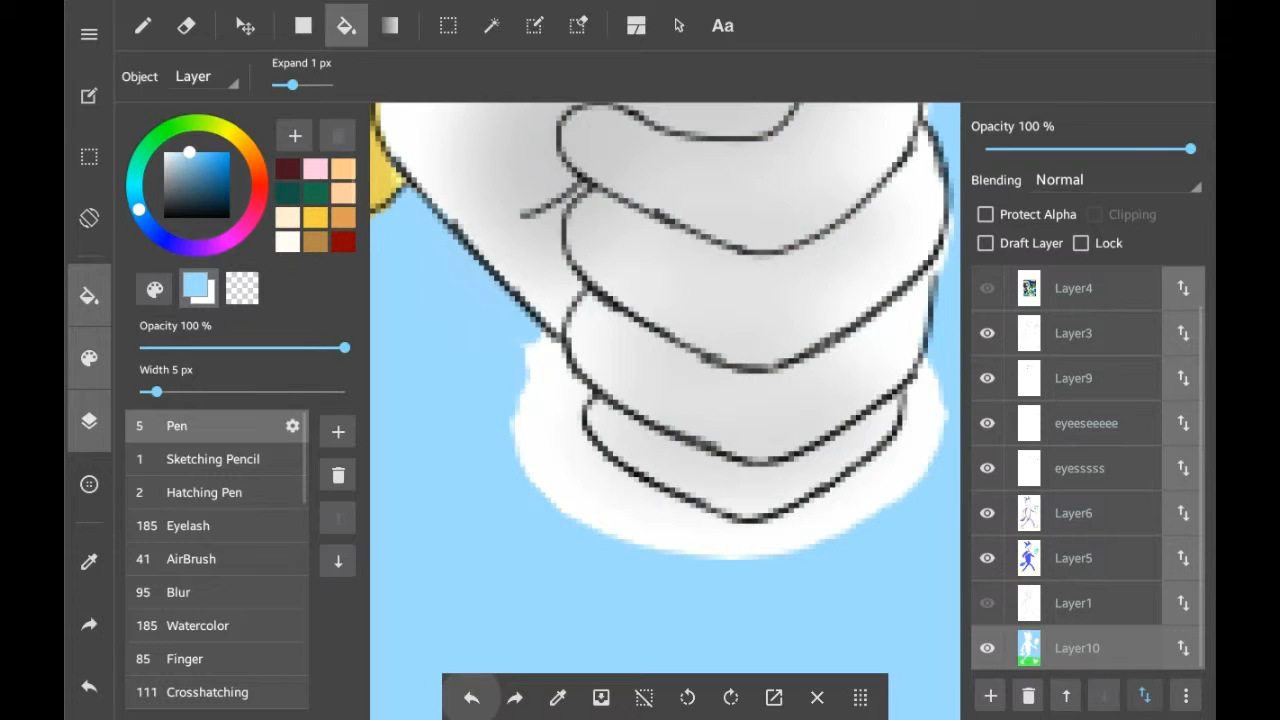 Aa
Object Layer
Expand 1 px
Opacity 100 %
Width 5 px
5 Pen
1 Sketching Pencil
2 Hatching Pen
185 Eyelash
41 AirBrush
95 Blur
185 Watercolor
85 Finger
111 Crosshatching
Opacity 100 %
Blending Normal
Protect Alpha Clipping
Draft Layer Lock
Layer4
Layer3
Layer9
eyeeseeeee
eyesssss
Layer6
Layer5
Layer1
Layer10